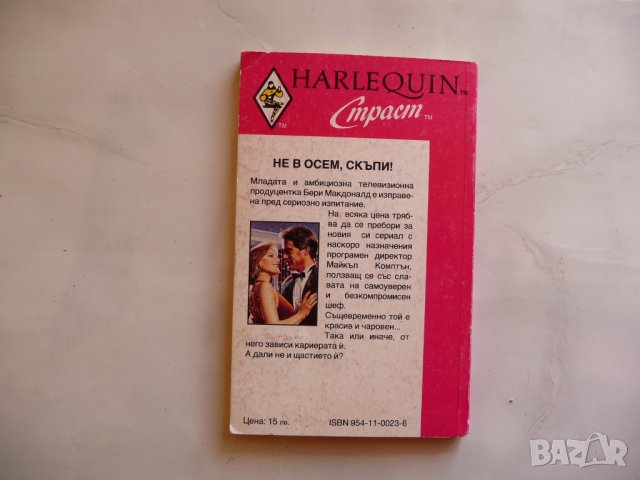 HARLEQUIN™
Страст™
™
НЕ В ОСЕМ, СКЪПИ!
Младата и амбициозна телевизионна
продуцентка Бери Макдоналд е изправе-
на пред сериозно изпитание.
На всяка цена тряб-
ва да се пребори за
новия си сериал с
наскоро назначения
програмен директор
Майкъл Комптън,
ползващ се със сла-
вата на самоуверен
и безкомпромисен
шеф.
Същевременно той е
красив и чаровен...
Така или иначе, от
него зависи кариерата ѝ.
А дали не и щастието ѝ?
Цена: 15 лв.
ISBN 954-11-0023-6
BAZAR